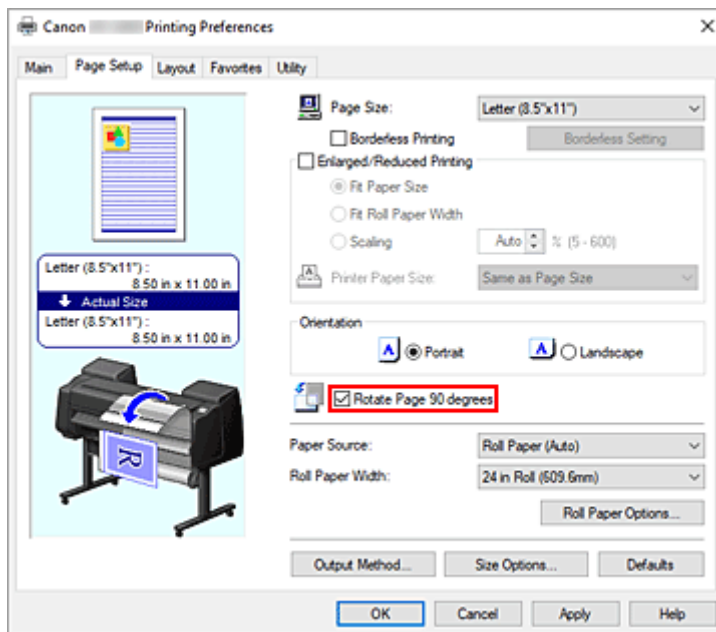 Canon Printing Preferences
Main Page Setup Layout Favorites Utility
Page Size: Letter (8.5"x11")
Borderless Printing Borderless Setting
Enlarged/Reduced Printing
Fit Paper Size
Fit Roll Paper Width
Scaling Auto % (5 - 600)
Printer Paper Size: Same as Page Size
Letter (8.5"x11") :
8.50 in x 11.00 in
Actual Size
Letter (8.5"x11") :
8.50 in x 11.00 in
Orientation
A Portrait A Landscape
Rotate Page 90 degrees
R
Paper Source: Roll Paper (Auto)
Roll Paper Width: 24 in Roll (609.6mm)
Roll Paper Options...
Output Method... Size Options... Defaults
OK Cancel Apply Help